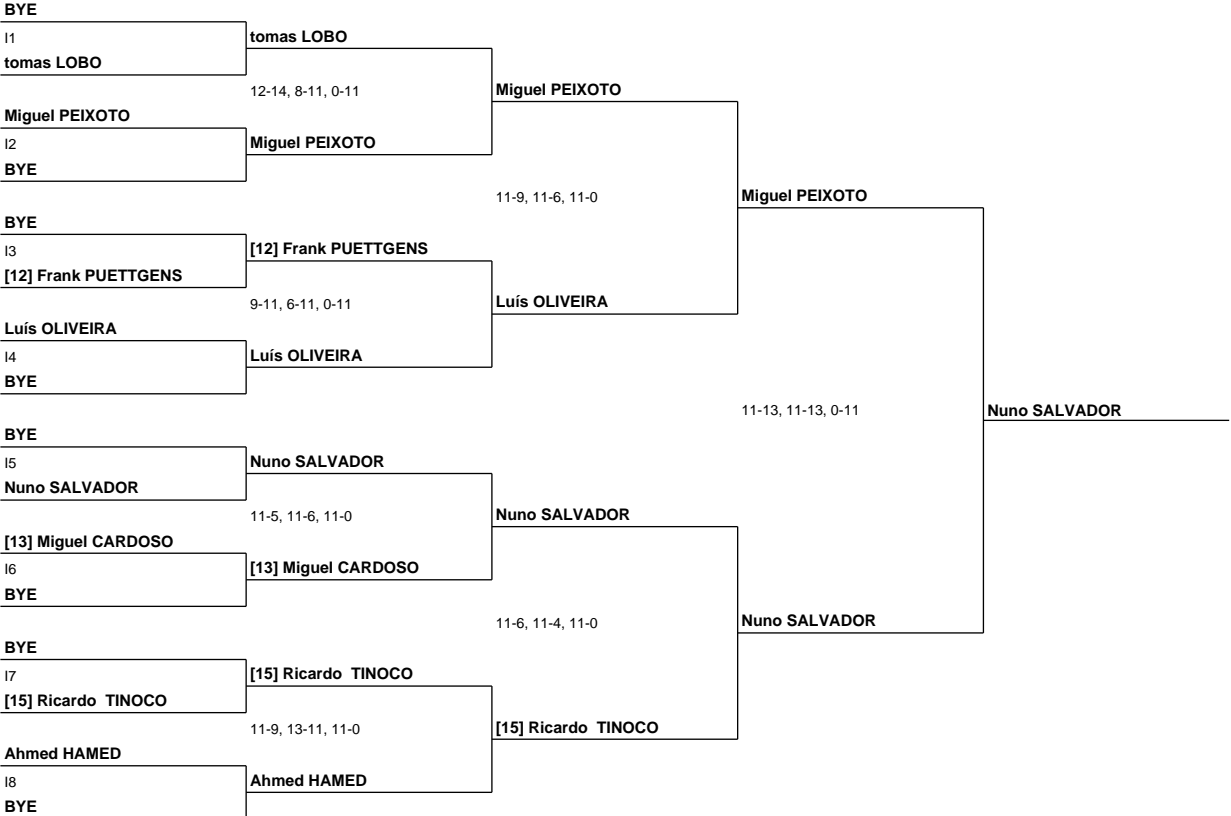 BYE
I1
tomas LOBO
tomas LOBO
12-14, 8-11, 0-11
Miguel PEIXOTO
Miguel PEIXOTO
I2
Miguel PEIXOTO
BYE
11-9, 11-6, 11-0
Miguel PEIXOTO
BYE
I3
[12] Frank PUETTGENS
[12] Frank PUETTGENS
9-11, 6-11, 0-11
Luís OLIVEIRA
Luís OLIVEIRA
I4
Luís OLIVEIRA
BYE
11-13, 11-13, 0-11
Nuno SALVADOR
BYE
I5
Nuno SALVADOR
Nuno SALVADOR
11-5, 11-6, 11-0
Nuno SALVADOR
[13] Miguel CARDOSO
I6
[13] Miguel CARDOSO
BYE
11-6, 11-4, 11-0
Nuno SALVADOR
BYE
I7
[15] Ricardo  TINOCO
[15] Ricardo  TINOCO
11-9, 13-11, 11-0
[15] Ricardo  TINOCO
Ahmed HAMED
I8
Ahmed HAMED
BYE